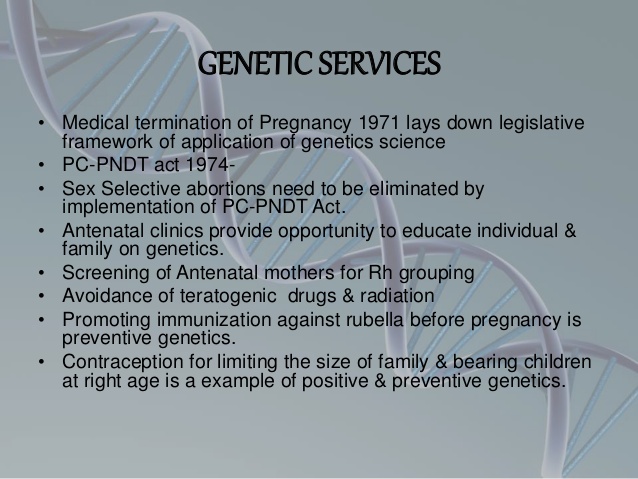 GENETIC SERVICES
• Medical termination of Pregnancy 1971 lays down legislative
framework of application of genetics science
• PC-PNDT act 1974-
• Sex Selective abortions need to be eliminated by
implementation of PC-PNDT Act.
• Antenatal clinics provide opportunity to educate individual &
family on genetics.
• Screening of Antenatal mothers for Rh grouping
• Avoidance of teratogenic drugs & radiation
• Promoting immunization against rubella before pregnancy is
preventive genetics.
• Contraception for limiting the size of family & bearing children
at right age is a example of positive & preventive genetics.